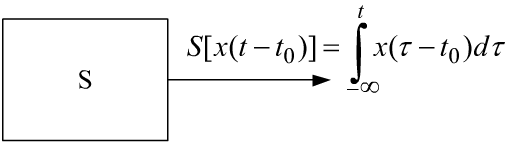 S
S[x(t − t₀)] = ∫_{−∞}^{t} x(τ − t₀)dτ